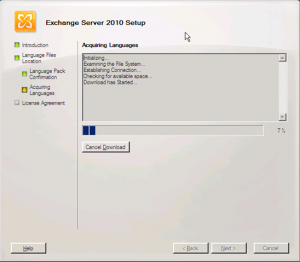 Exchange Server 2010 Setup
Introduction
Language Files
Location
Language Pack
Confirmation
Acquiring
Languages
License Agreement
Acquiring Languages
Initializing...
Examining the File System...
Establishing Connection...
Checking for available space...
Download has Started...
7%
Cancel Download
Help
< Back
Next >
Cancel